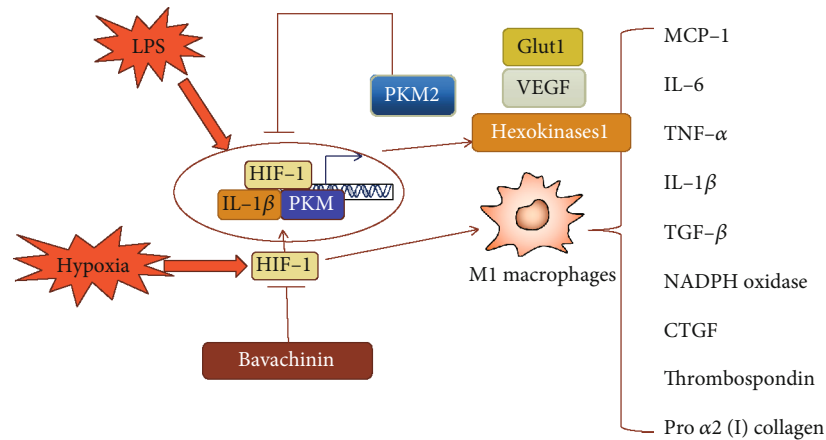 LPS
Glut1
PKM2
VEGF
Hexokinases1
HIF–1
IL–1β
PKM
Hypoxia
HIF–1
M1 macrophages
Bavachinin
MCP–1
IL–6
TNF–α
IL–1β
TGF–β
NADPH oxidase
CTGF
Thrombospondin
Pro α2 (I) collagen